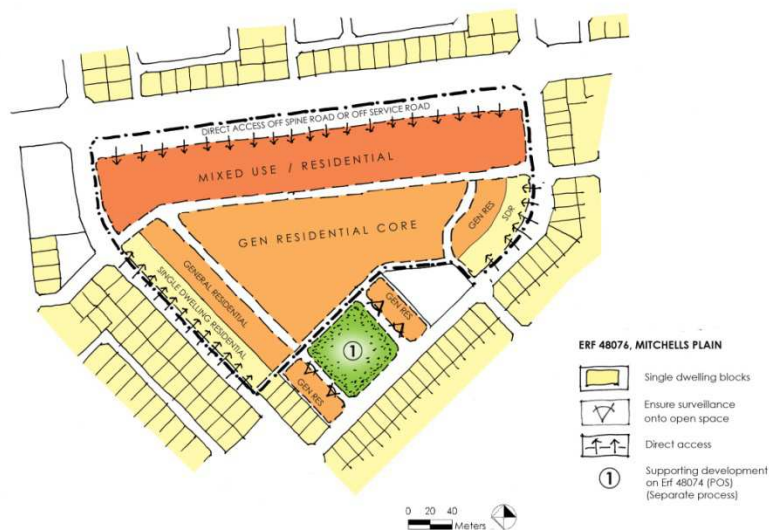 DIRECT ACCESS OFF SPINE ROAD OR OFF SERVICE ROAD
MIXED USE / RESIDENTIAL
GEN RESIDENTIAL CORE
GEN RES
SDR
GENERAL RESIDENTIAL
SINGLE DWELLING RESIDENTIAL
GEN RES
1
GEN RES
ERF 48076, MITCHELLS PLAIN
Single dwelling blocks
Ensure surveillance
onto open space
Direct access
1
Supporting development
on Erf 48074 (POS)
(Separate process)
0 20 40
Meters